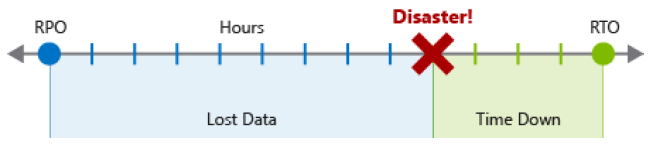 Disaster!
RPO
Hours
RTO
Lost Data
Time Down